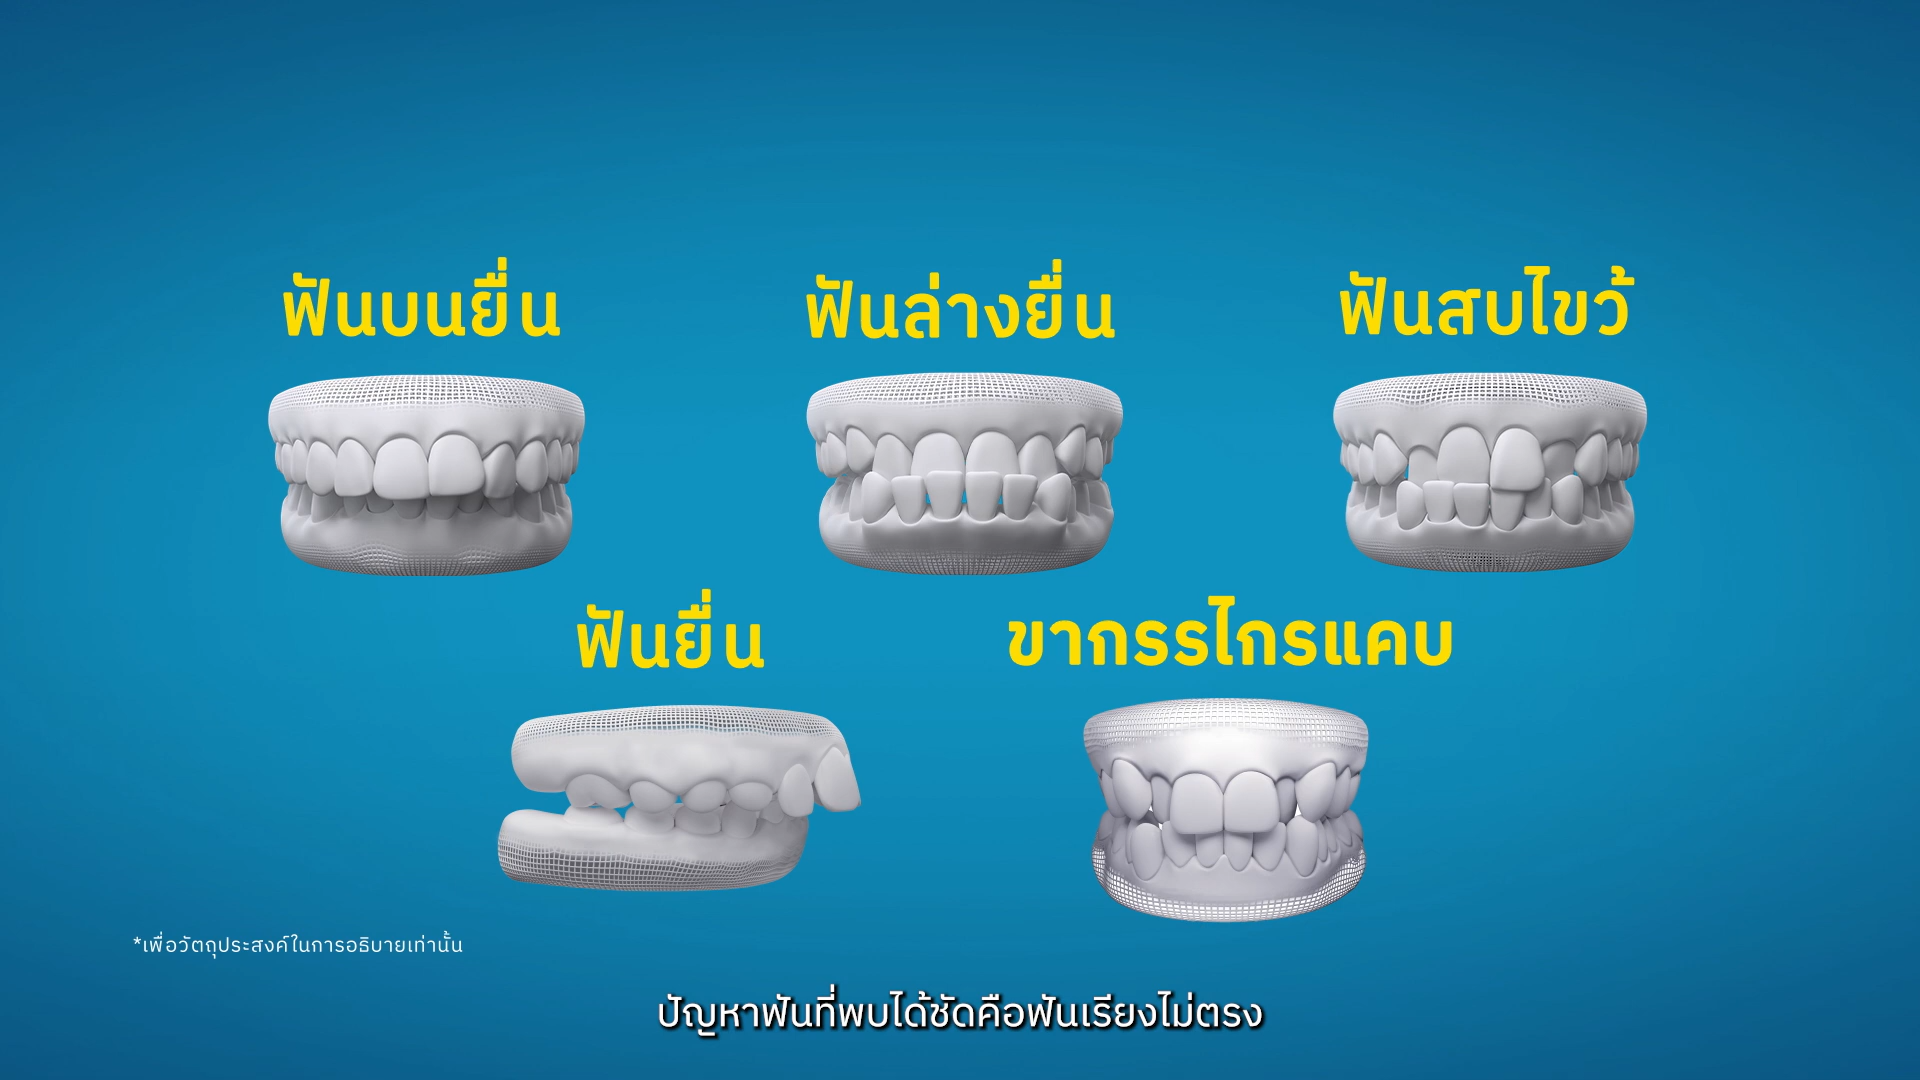 ฟันบนยื่น
ฟันล่างยื่น
ฟันสบไขว้
ฟันยื่น
ขากรรไกรแคบ
*เพื่อวัตถุประสงค์ในการอธิบายเท่านั้น
ปัญหาฟันที่พบได้ชัดคือฟันเรียงไม่ตรง